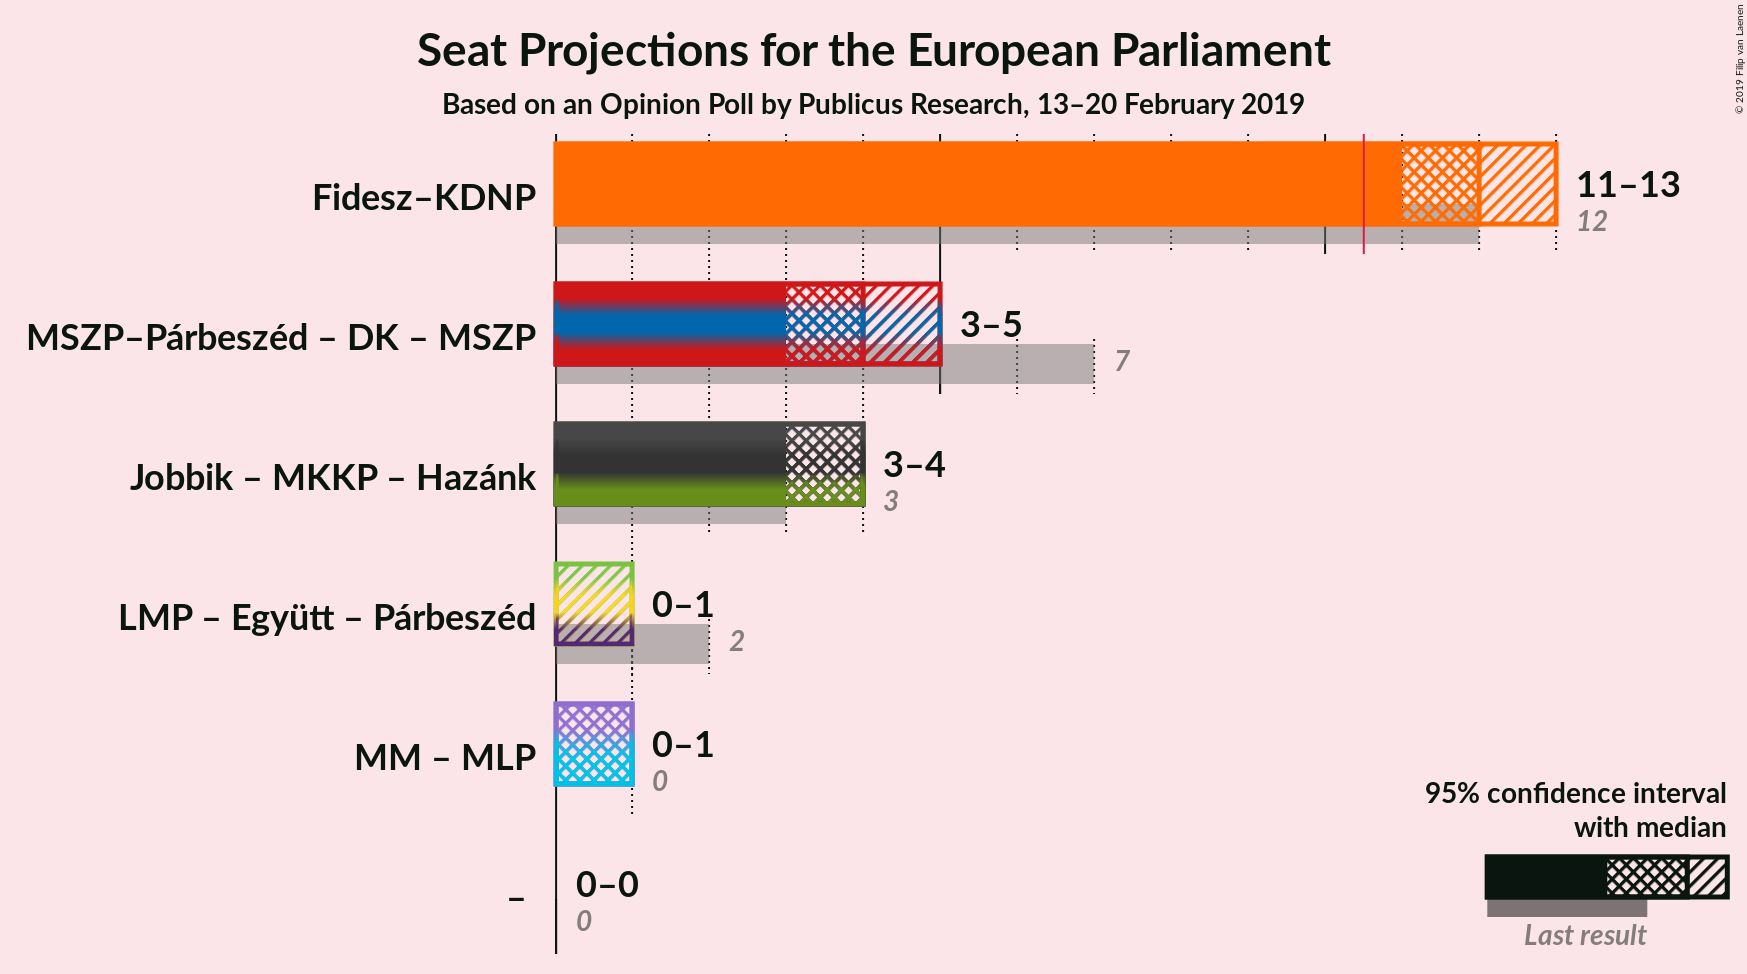 Seat Projections for the European Parliament
Based on an Opinion Poll by Publicus Research, 13–20 February 2019
© 2019 Filip van Laenen
Fidesz–KDNP
11–13
12
MSZP–Párbeszéd – DK – MSZP
3–5
7
Jobbik – MKKP – Hazánk
3–4
3
LMP – Együtt – Párbeszéd
0–1
2
MM – MLP
0–1
0
–
0–0
0
95% confidence interval
with median
Last result